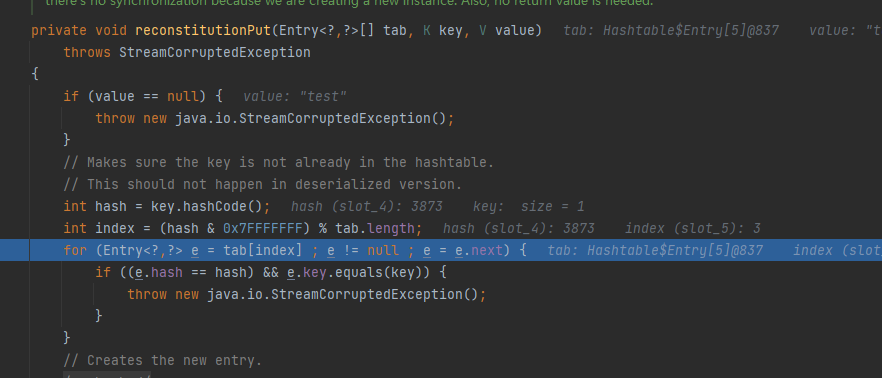 there's no synchronization because we are creating a new instance. Also, no return value is needed.
private void reconstitutionPut(Entry<?,?>[] tab, K key, V value)   tab: Hashtable$Entry[5]@837    value: "t
    throws StreamCorruptedException
{
    if (value == null) {   value: "test"
        throw new java.io.StreamCorruptedException();
    }
    // Makes sure the key is not already in the hashtable.
    // This should not happen in deserialized version.
    int hash = key.hashCode();   hash (slot_4): 3873    key:  size = 1
    int index = (hash & 0x7FFFFFFF) % tab.length;   hash (slot_4): 3873    index (slot_5): 3
    for (Entry<?,?> e = tab[index] ; e != null ; e = e.next) {   tab: Hashtable$Entry[5]@837    index (slot
        if ((e.hash == hash) && e.key.equals(key)) {
            throw new java.io.StreamCorruptedException();
        }
    }
    // Creates the new entry.